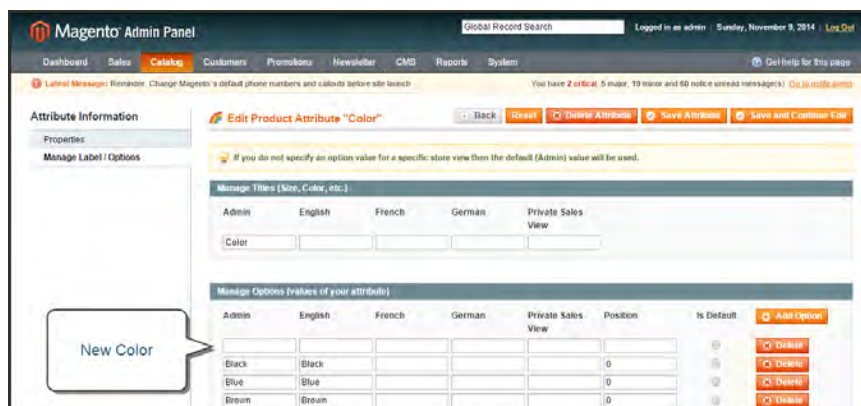 Magento Admin Panel
Global Record Search
Logged in as admin | Sunday, November 9, 2014 | Log Out
Dashboard Sales Catalog Customers Promotions Newsletter CMS Reports System
Get help for this page
Latest Message: Reminder: Change Magento's default phone numbers and callouts before site launch
You have 2 critical, 5 major, 19 minor and 60 notice unread message(s). Go to notifications
Attribute Information
Properties
Manage Label / Options
Edit Product Attribute "Color"
Back Reset Delete Attribute Save Attribute Save and Continue Edit
If you do not specify an option value for a specific store view then the default (Admin) value will be used.
Manage Titles (Size, Color, etc.)
Admin English French German Private Sales View
Color
Manage Options (values of your attribute)
Admin English French German Private Sales View Position Is Default Add Option
New Color
Delete
Black Black 0 Delete
Blue Blue 0 Delete
Brown Brown 0 Delete